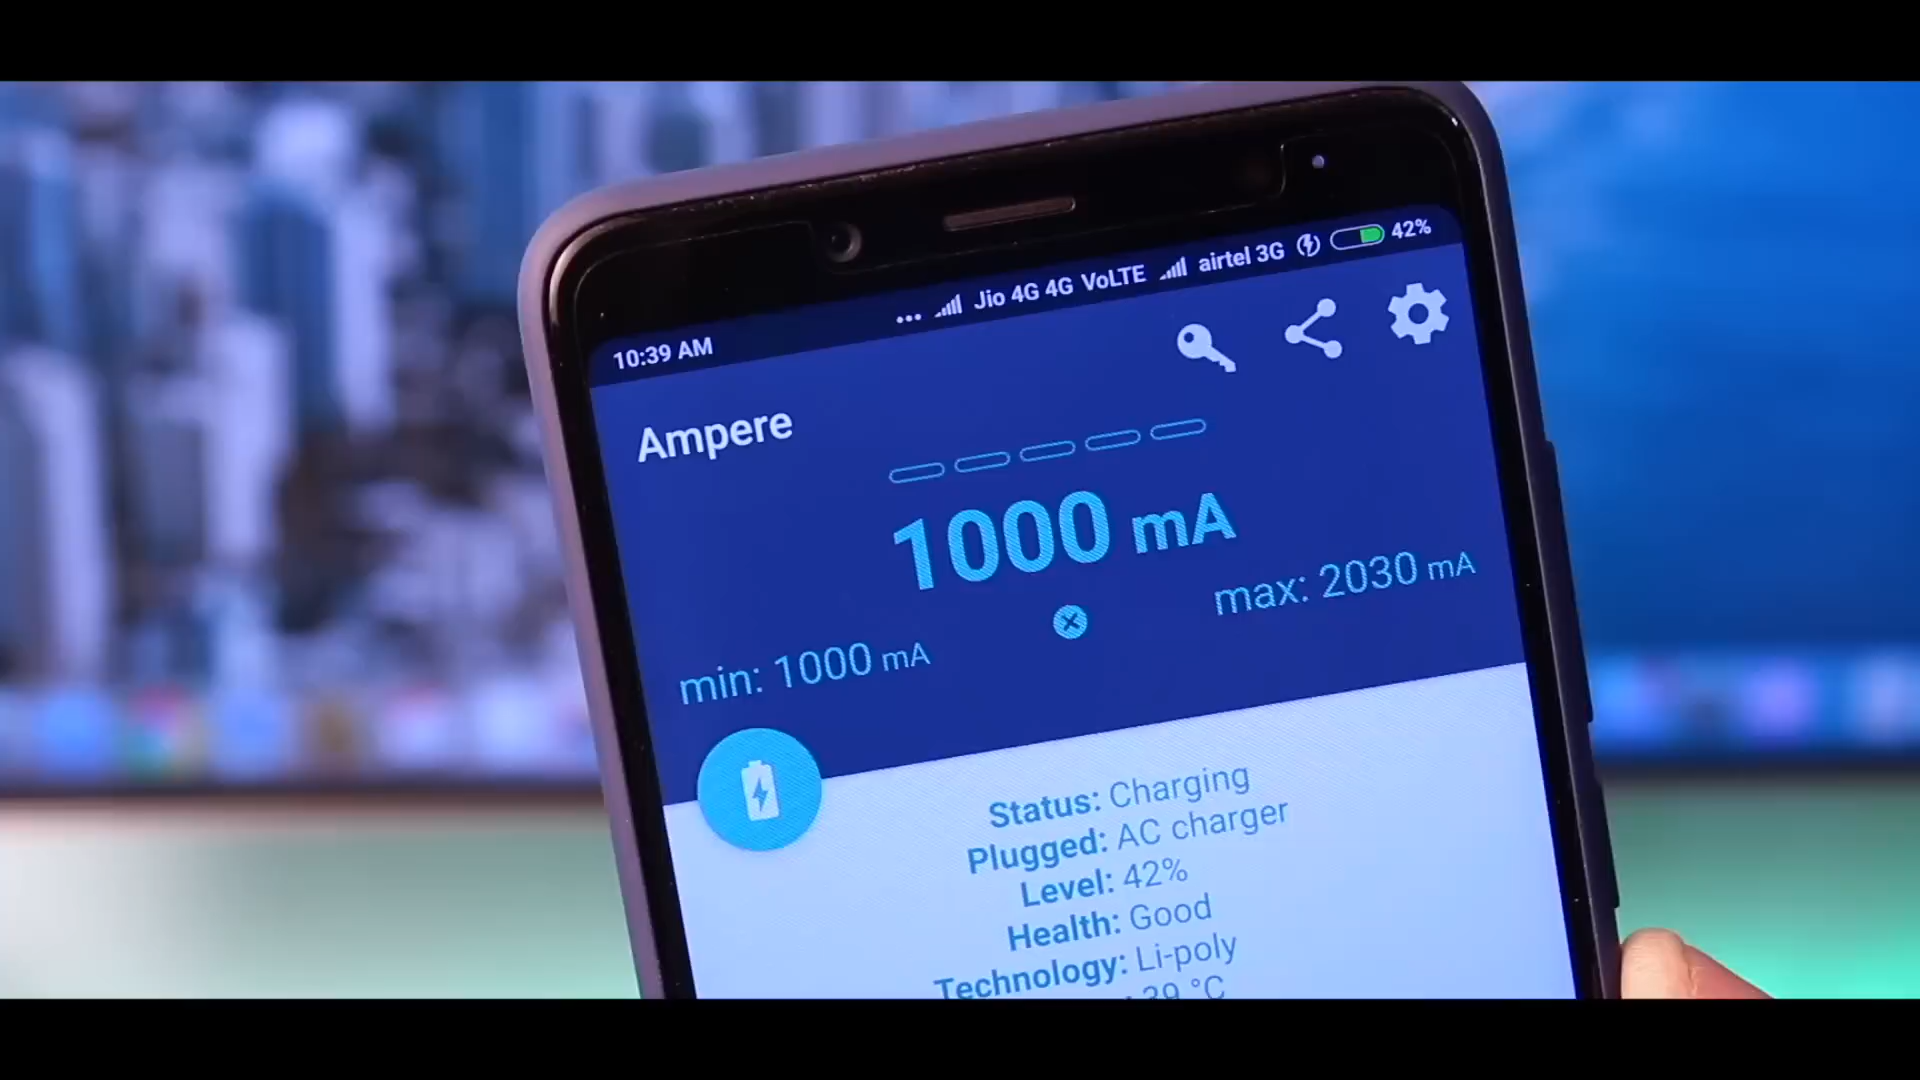 10:39 AM ... Jio 4G 4G VoLTE airtel 3G 42%
Ampere
1000 mA
min: 1000 mA max: 2030 mA
Status: Charging
Plugged: AC charger
Level: 42%
Health: Good
Technology: Li-poly
39 °C